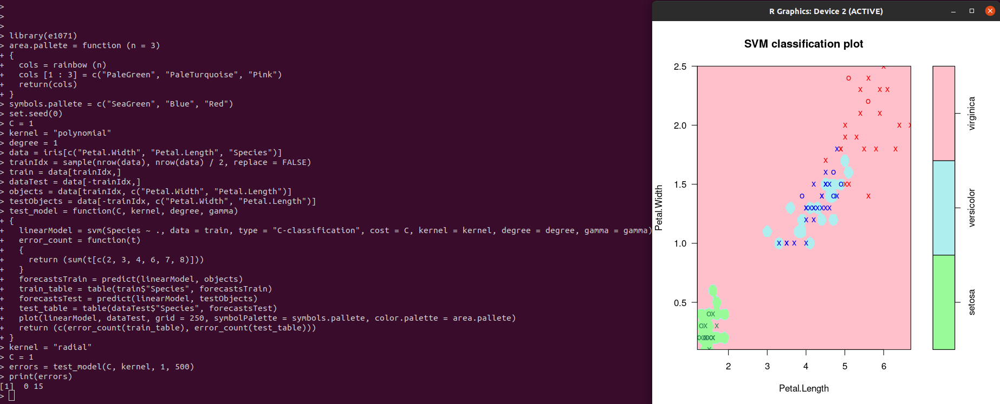 >
>
>
> library(e1071)
> area.pallete = function (n = 3)
+ {
+   cols = rainbow (n)
+   cols [1 : 3] = c("PaleGreen", "PaleTurquoise", "Pink")
+   return(cols)
+ }
> symbols.pallete = c("SeaGreen", "Blue", "Red")
> set.seed(0)
> C = 1
> kernel = "polynomial"
> degree = 1
> data = iris[c("Petal.Width", "Petal.Length", "Species")]
> trainIdx = sample(nrow(data), nrow(data) / 2, replace = FALSE)
> train = data[trainIdx,]
> dataTest = data[-trainIdx,]
> objects = data[trainIdx, c("Petal.Width", "Petal.Length")]
> testObjects = data[-trainIdx, c("Petal.Width", "Petal.Length")]
> test_model = function(C, kernel, degree, gamma)
+ {
+   linearModel = svm(Species ~ ., data = train, type = "C-classification", cost = C, kernel = kernel, degree = degree, gamma = gamma)
+   error_count = function(t)
+   {
+     return (sum(t[c(2, 3, 4, 6, 7, 8)]))
+   }
+   forecastsTrain = predict(linearModel, objects)
+   train_table = table(train$"Species", forecastsTrain)
+   forecastsTest = predict(linearModel, testObjects)
+   test_table = table(dataTest$"Species", forecastsTest)
+   plot(linearModel, dataTest, grid = 250, symbolPalette = symbols.pallete, color.palette = area.pallete)
+   return (c(error_count(train_table), error_count(test_table)))
+ }
> kernel = "radial"
> C = 1
> errors = test_model(C, kernel, 1, 500)
> print(errors)
[1]  0 15
>
R Graphics: Device 2 (ACTIVE)
SVM classification plot
2.5
2.0
1.5
1.0
0.5
Petal.Width
2 3 4 5 6
Petal.Length
virginica
versicolor
setosa